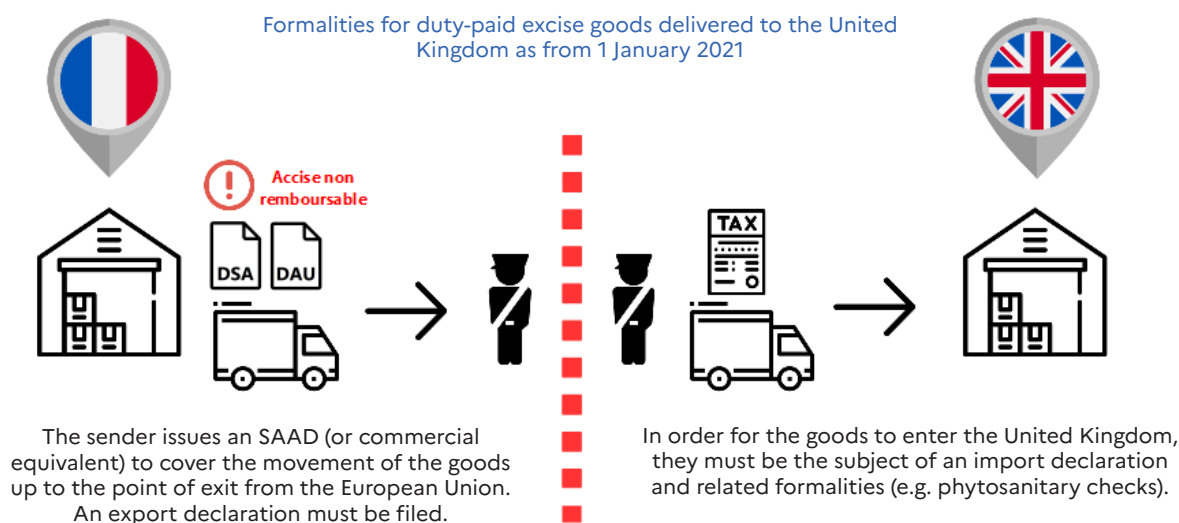 Formalities for duty-paid excise goods delivered to the United
Kingdom as from 1 January 2021
Accise non
remboursable
DSA
DAU
TAX
The sender issues an SAAD (or commercial
equivalent) to cover the movement of the goods
up to the point of exit from the European Union.
An export declaration must be filed.
In order for the goods to enter the United Kingdom,
they must be the subject of an import declaration
and related formalities (e.g. phytosanitary checks).